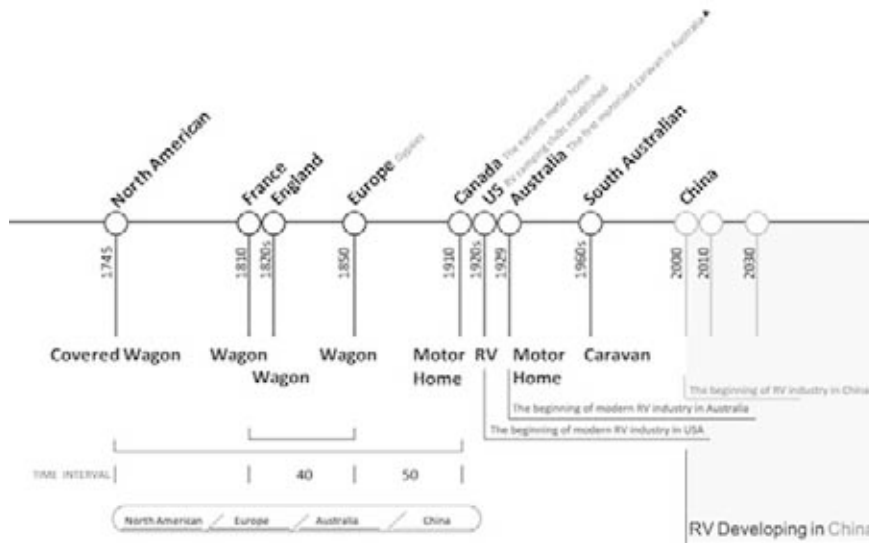 North American
France
England
Europe Gypsies
Canada The earliest motor home
US RV camping clubs established
Australia The first motorised caravan in Australia
South Australian
China
1745
1810
1820s
1850
1910
1920s
1929
1960s
2000
2010
2030
Covered Wagon
Wagon
Wagon
Wagon
Motor
Home
RV
Motor
Home
Caravan
The beginning of RV industry in China
The beginning of modern RV industry in Australia
The beginning of modern RV industry in USA
TIME INTERVAL
40
50
North American / Europe / Australia / China
RV Developing in China